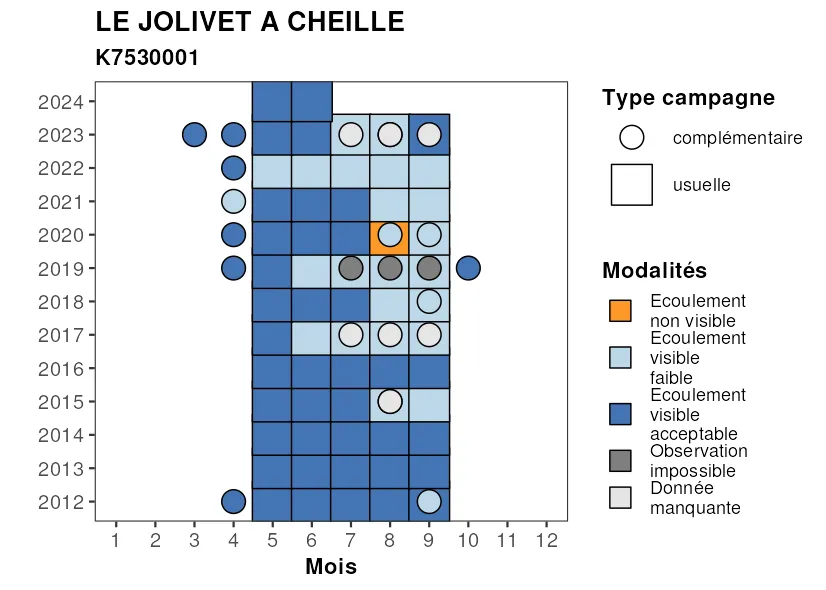 LE JOLIVET A CHEILLE
K7530001
2024
2023
2022
2021
2020
2019
2018
2017
2016
2015
2014
2013
2012
1 2 3 4 5 6 7 8 9 10 11 12
Mois
Type campagne
complémentaire
usuelle
Modalités
Ecoulement
non visible
Ecoulement
visible
faible
Ecoulement
visible
acceptable
Observation
impossible
Donnée
manquante